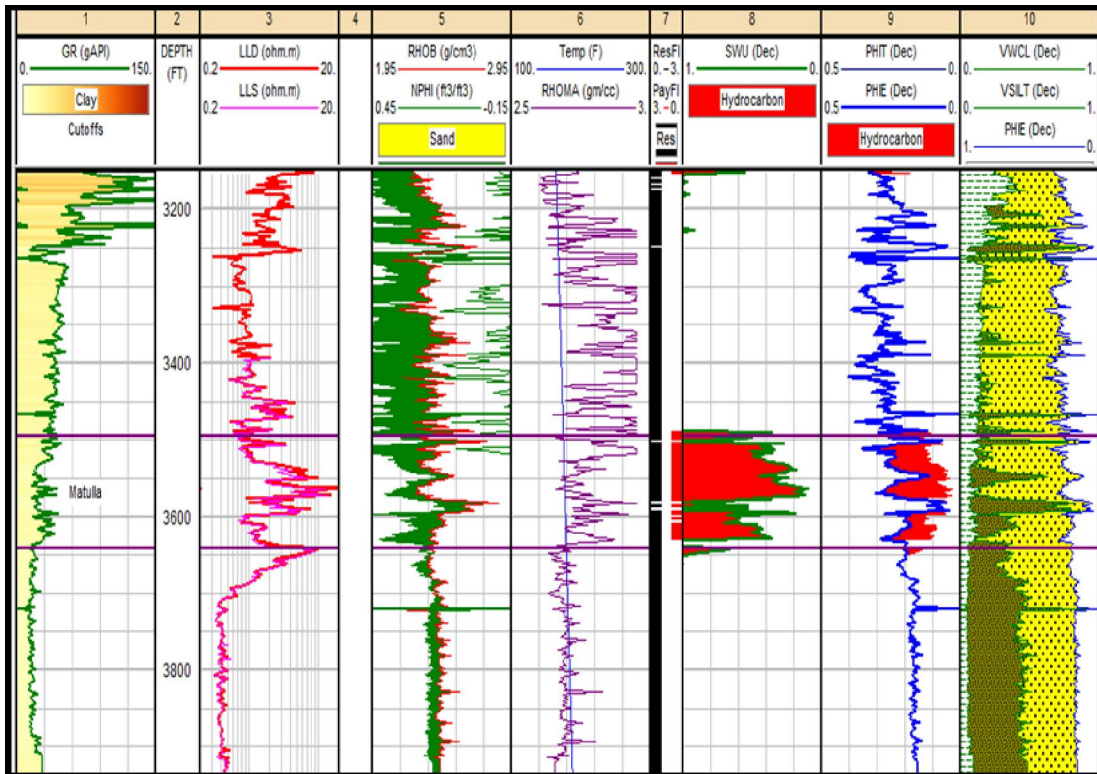 1 2 3 4 5 6 7 8 9 10
GR (gAPI) DEPTH LLD (ohm.m) RHOB (g/cm3) Temp (F) ResFl SWU (Dec) PHIT (Dec) VWCL (Dec)
0. 150. (FT) 0.2 20. 1.95 2.95 100. 300. 0.-3. 1. 0. 0.5 0. 0. 1.
Clay LLS (ohm.m) NPHI (ft3/ft3) RHOMA (gm/cc) PayFl Hydrocarbon PHIE (Dec) VSILT (Dec)
0.2 20. 0.45 -0.15 2.5 3. 3.-0. 0.5 0. 0. 1.
Cutoffs Sand Res Hydrocarbon PHIE (Dec)
1. 0.
3200
3400
Matulla
3600
3800